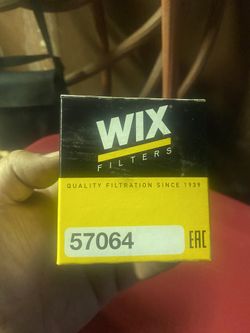 WIX
FILTERS
QUALITY FILTRATION SINCE 1939
57064
EAC